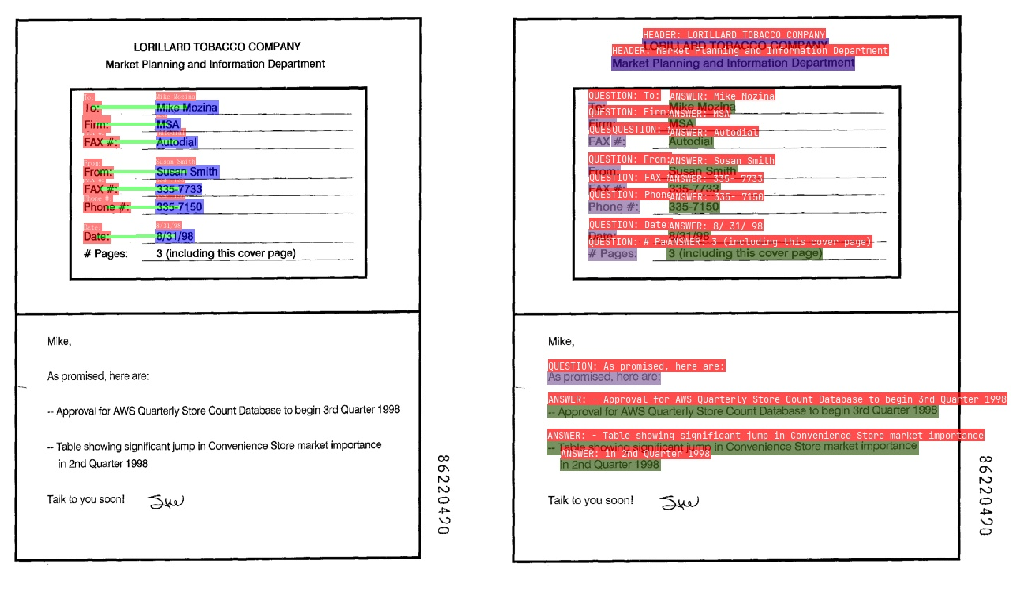 LORILLARD TOBACCO COMPANY
Market Planning and Information Department
To: Mike Mozina
Firm: MSA
FAX #: Autodial
From: Susan Smith
FAX #: 335-7733
Phone #: 335-7150
Date: 8/31/98
# Pages: 3 (including this cover page)
Mike,
As promised, here are:
-- Approval for AWS Quarterly Store Count Database to begin 3rd Quarter 1998
-- Table showing significant jump in Convenience Store market importance
in 2nd Quarter 1998
Talk to you soon!
86220420
HEADER: LORILLARD TOBACCO COMPANY
LORILLARD TOBACCO COMPANY
HEADER: Market Planning and Information Department
Market Planning and Information Department
QUESTION: To: ANSWER: Mike Mozina
To: Mike Mozina
QUESTION: Firm ANSWER: MSA
Firm: MSA
QUESTION: ANSWER: Autodial
FAX #: Autodial
QUESTION: From ANSWER: Susan Smith
From: Susan Smith
QUESTION: FAX ANSWER: 335- 7733
FAX #: 335-7733
QUESTION: Phone ANSWER: 335- 7150
Phone #: 335-7150
QUESTION: Date ANSWER: 8/ 31/ 98
Date: 8/31/98
QUESTION: # Pa ANSWER: 3 (including this cover page)
# Pages: 3 (including this cover page)
Mike,
QUESTION: As promised, here are:
As promised, here are:
ANSWER: Approval for AWS Quarterly Store Count Database to begin 3rd Quarter 1998
-- Approval for AWS Quarterly Store Count Database to begin 3rd Quarter 1998
ANSWER: - Table showing significant jump in Convenience Store market importance
-- Table showing significant jump in Convenience Store market importance
ANSWER: in 2nd Quarter 1998
in 2nd Quarter 1998
Talk to you soon!
86220420